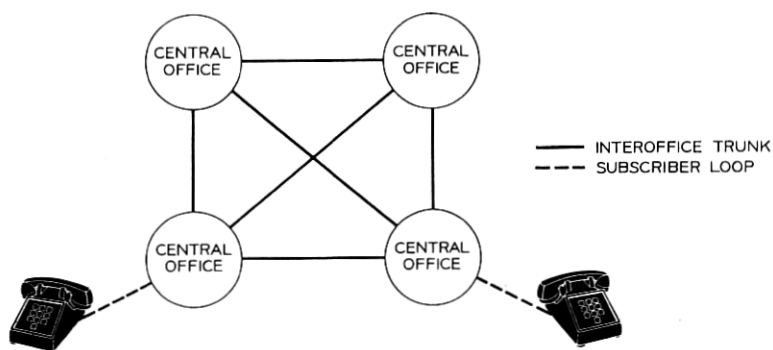 CENTRAL
OFFICE
CENTRAL
OFFICE
INTEROFFICE TRUNK
SUBSCRIBER LOOP
CENTRAL
OFFICE
CENTRAL
OFFICE